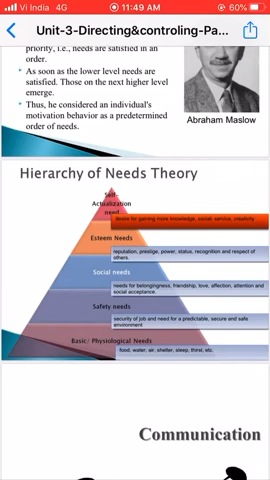 Vi India 4G
11:49 AM
60%
Unit-3-Directing&controling-Pa...
priority, i.e., needs are satisfied in an
order.
As soon as the lower level needs are
satisfied. Those on the next higher level
emerge.
Thus, he considered an individual's
motivation behavior as a predetermined
order of needs.
Abraham Maslow
Hierarchy of Needs Theory
Self-
Actualization
need
desire for gaining more knowledge, social- service, creativity
Esteem Needs
reputation, prestige, power, status, recognition and respect of
others.
Social needs
needs for belongingness, friendship, love, affection, attention and
social acceptance.
Safety needs
security of job and need for a predictable, secure and safe
environment
Basic/ Physiological Needs
food, water, air, shelter, sleep, thirst, etc.
Communication